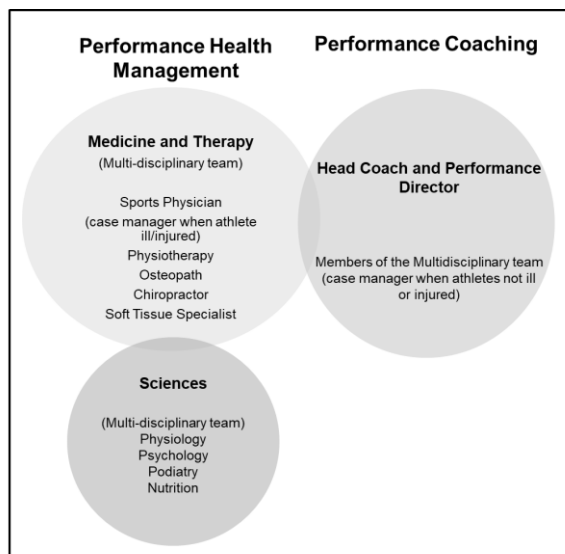 Performance Health
Management
Performance Coaching
Medicine and Therapy
(Multi-disciplinary team)
Sports Physician
(case manager when athlete
ill/injured)
Physiotherapy
Osteopath
Chiropractor
Soft Tissue Specialist
Head Coach and Performance
Director
Members of the Multidisciplinary team
(case manager when athletes not ill
or injured)
Sciences
(Multi-disciplinary team)
Physiology
Psychology
Podiatry
Nutrition